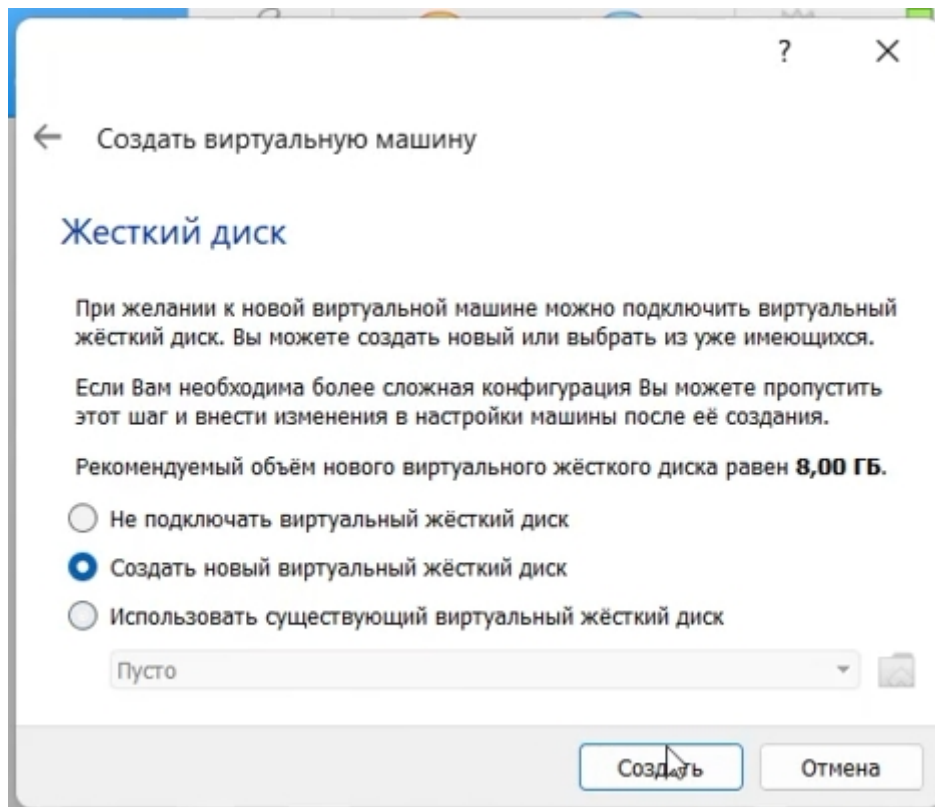 ?
Создать виртуальную машину
Жесткий диск
При желании к новой виртуальной машине можно подключить виртуальный
жёсткий диск. Вы можете создать новый или выбрать из уже имеющихся.
Если Вам необходима более сложная конфигурация Вы можете пропустить
этот шаг и внести изменения в настройки машины после её создания.
Рекомендуемый объём нового виртуального жёсткого диска равен 8,00 ГБ.
Не подключать виртуальный жёсткий диск
Создать новый виртуальный жёсткий диск
Использовать существующий виртуальный жёсткий диск
Пусто
Создать Отмена